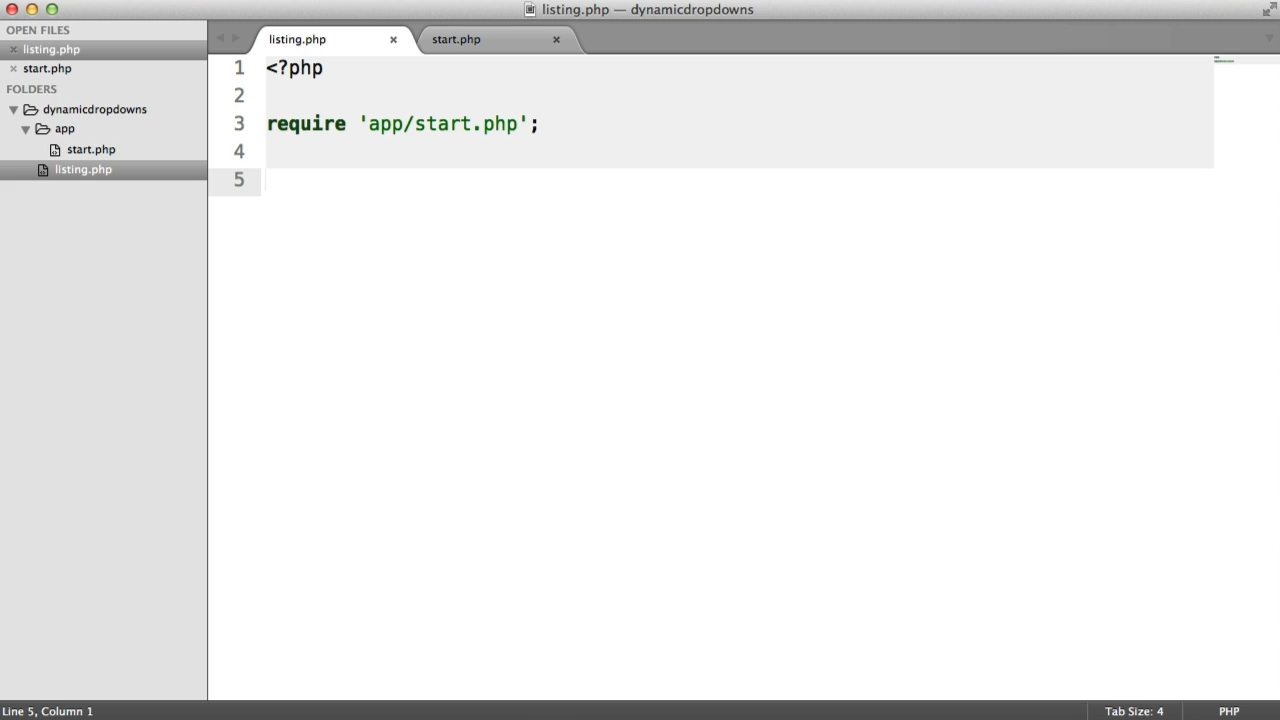 listing.php — dynamicdropdowns
OPEN FILES
listing.php
start.php
FOLDERS
dynamicdropdowns
app
start.php
listing.php
listing.php
start.php
1 <?php
2
3 require 'app/start.php';
4
5
Line 5, Column 1
Tab Size: 4
PHP